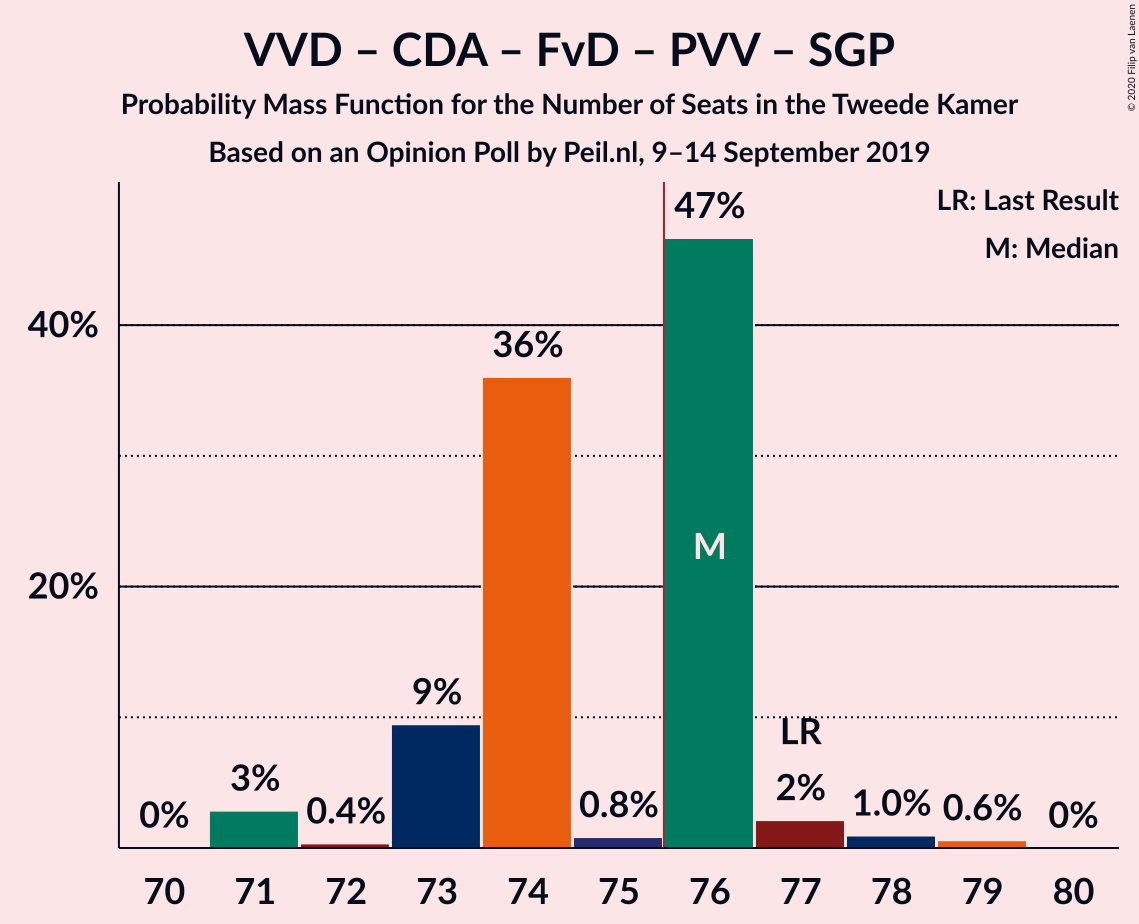 VVD – CDA – FvD – PVV – SGP
Probability Mass Function for the Number of Seats in the Tweede Kamer
Based on an Opinion Poll by Peil.nl, 9–14 September 2019
© 2020 Filip van Laenen
LR: Last Result
M: Median
40%
20%
0%
3%
0.4%
9%
36%
0.8%
47%
M
LR
2%
1.0%
0.6%
0%
70 71 72 73 74 75 76 77 78 79 80